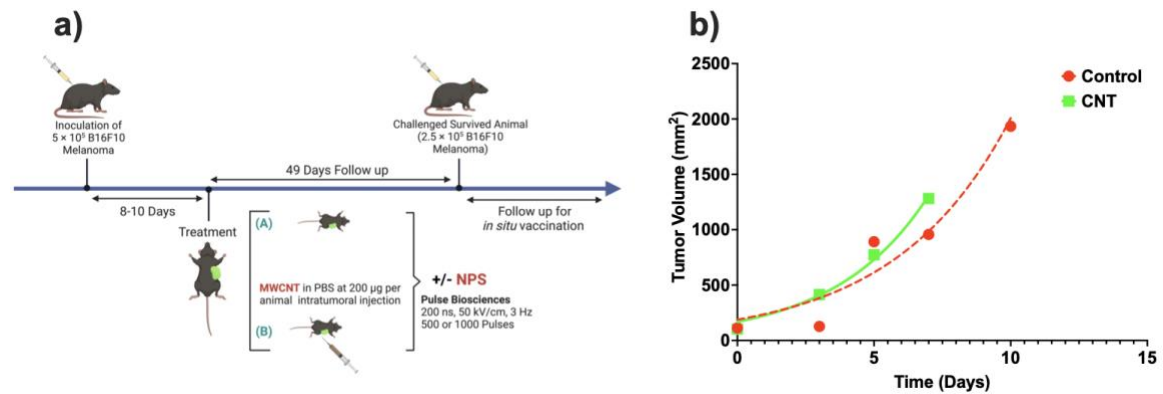 a)
Inoculation of
5 × 10⁵ B16F10
Melanoma
8-10 Days
Treatment
49 Days Follow up
Challenged Survived Animal
(2.5 × 10⁵ B16F10
Melanoma)
Follow up for
in situ vaccination
(A)
MWCNT in PBS at 200 µg per
animal intratumoral injection
(B)
+/- NPS
Pulse Biosciences
200 ns, 50 kV/cm, 3 Hz
500 or 1000 Pulses
b)
Tumor Volume (mm²)
2500
2000
1500
1000
500
0
0
5
10
15
Time (Days)
Control
CNT